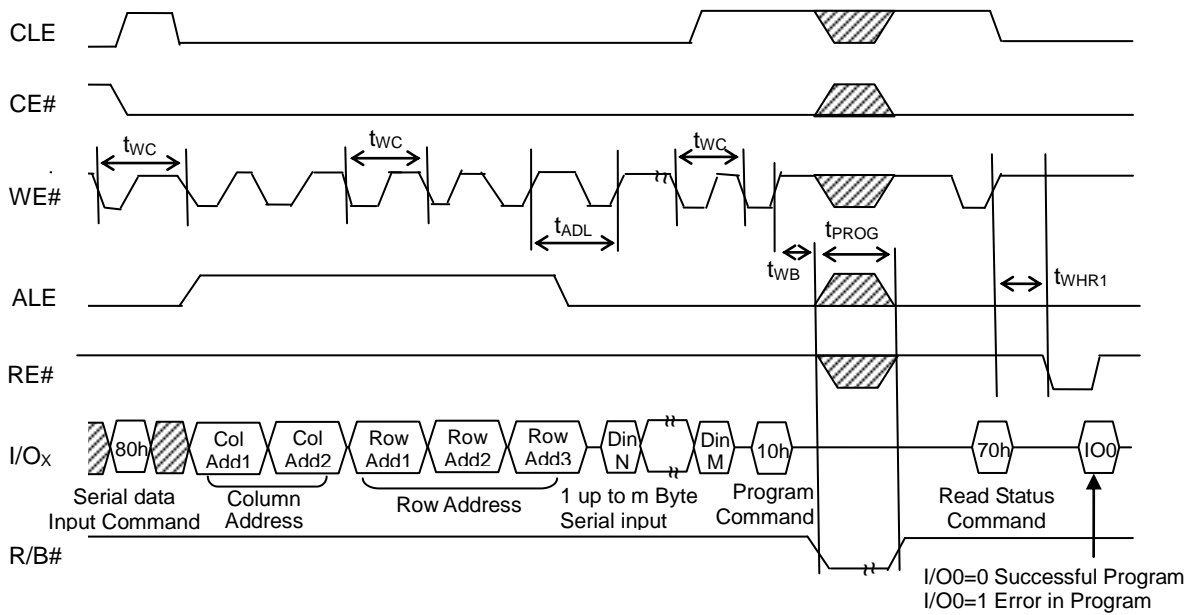 CLE
CE#
tWC
tWC
tWC
WE#
tADL
tPROG
tWB
ALE
tWHR1
RE#
I/OX
80h
Col Add1
Col Add2
Row Add1
Row Add2
Row Add3
Din N
Din M
10h
70h
IO0
Serial data
Input Command
Column
Address
Row Address
1 up to m Byte
Serial input
Program
Command
Read Status
Command
R/B#
I/O0=0 Successful Program
I/O0=1 Error in Program